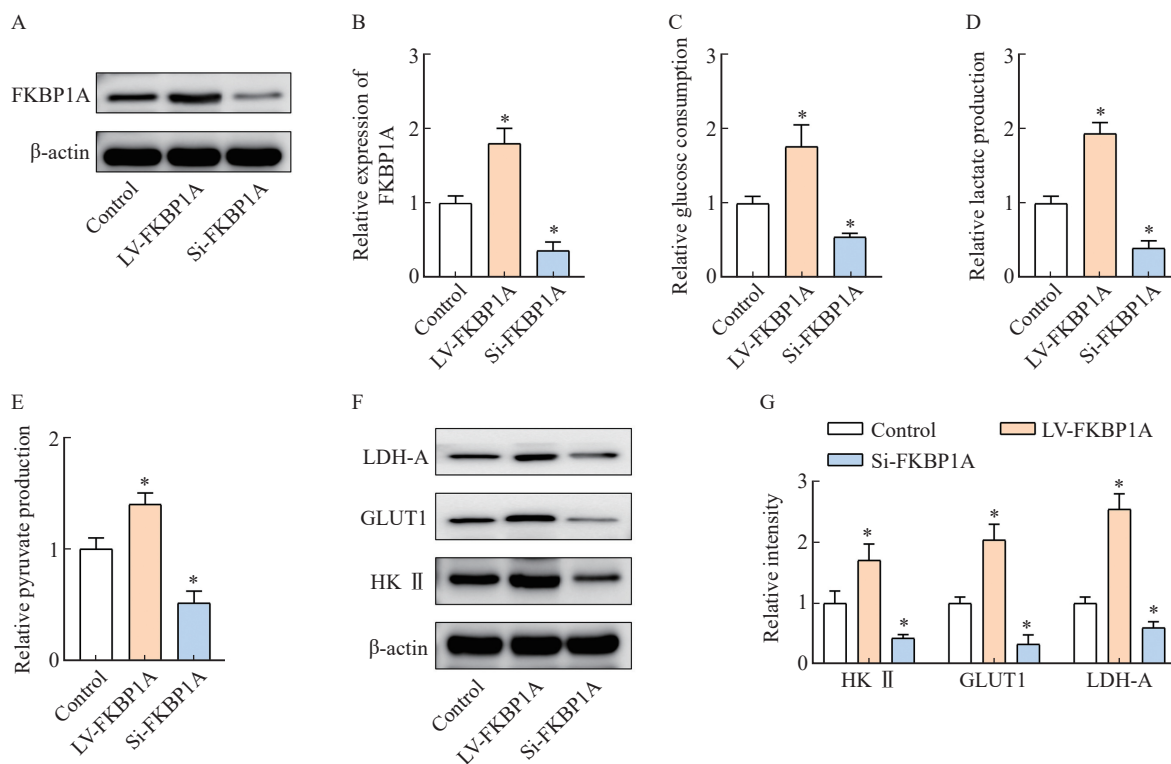 A
FKBP1A
β-actin
Control
LV-FKBP1A
Si-FKBP1A
B
Relative expression of
FKBP1A
3
2
1
0
*
*
Control
LV-FKBP1A
Si-FKBP1A
C
Relative glucosc consumption
3
2
1
0
*
*
Control
LV-FKBP1A
Si-FKBP1A
D
Relative lactatc production
3
2
1
0
*
*
Control
LV-FKBP1A
Si-FKBP1A
E
Relative pyruvate production
2
1
0
*
*
Control
LV-FKBP1A
Si-FKBP1A
F
LDH-A
GLUT1
HK Ⅱ
β-actin
Control
LV-FKBP1A
Si-FKBP1A
G
Control
LV-FKBP1A
Si-FKBP1A
Relative intensity
3
2
1
0
*
*
*
*
*
*
HK Ⅱ
GLUT1
LDH-A